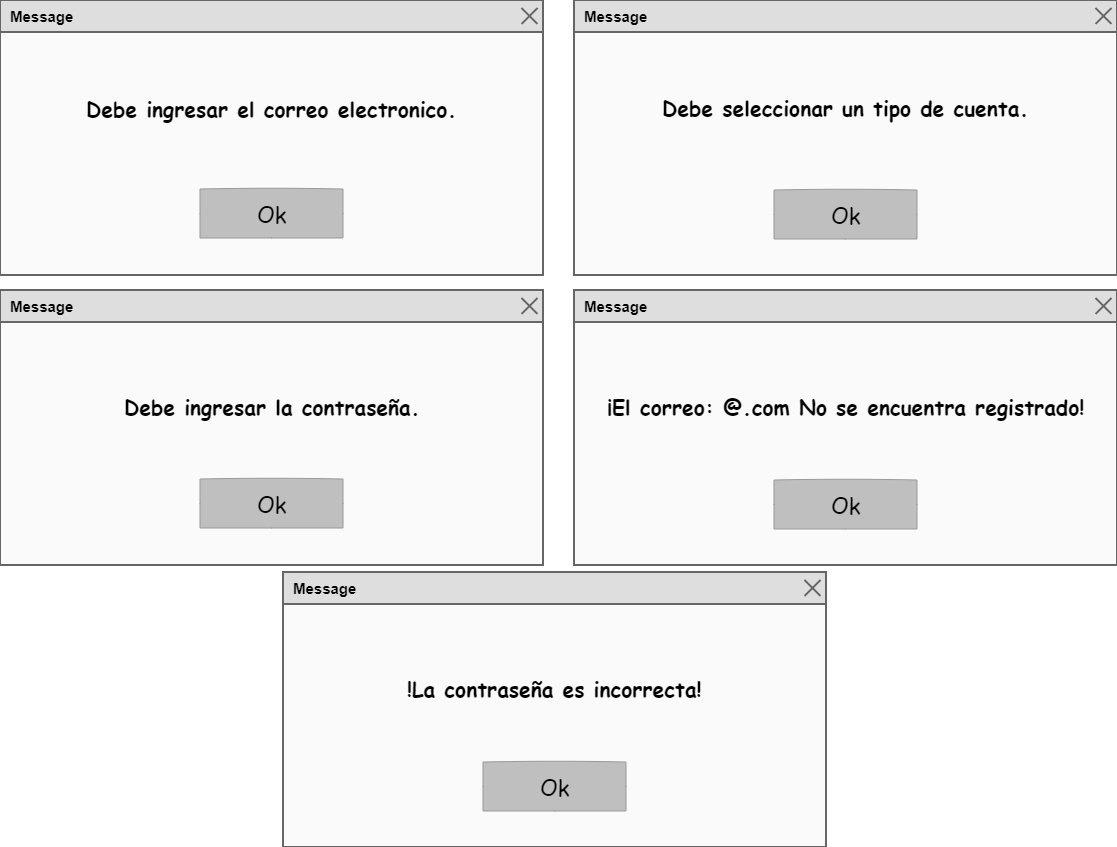 Message
Debe ingresar el correo electronico.
Ok
Message
Debe seleccionar un tipo de cuenta.
Ok
Message
Debe ingresar la contraseña.
Ok
Message
¡El correo: @.com No se encuentra registrado!
Ok
Message
!La contraseña es incorrecta!
Ok